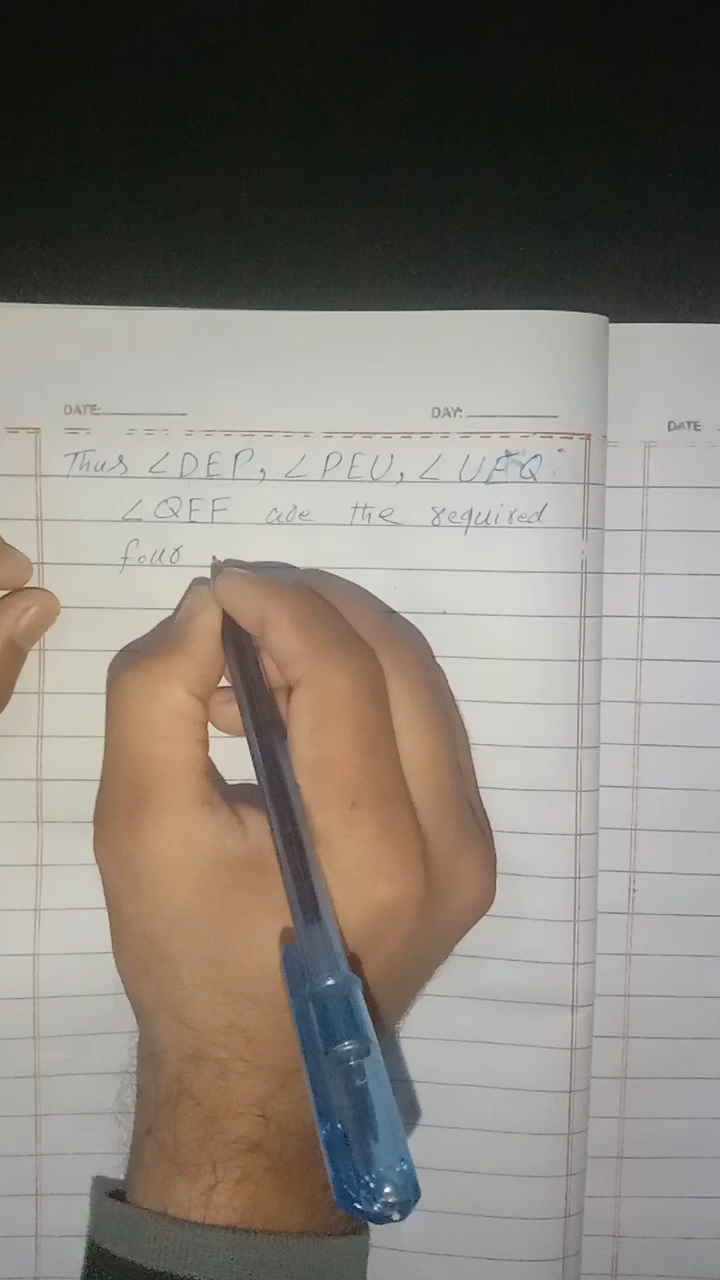 DATE: DAY: DATE
Thus ∠DEP, ∠PEU, ∠UEQ
∠QEF are the required
four